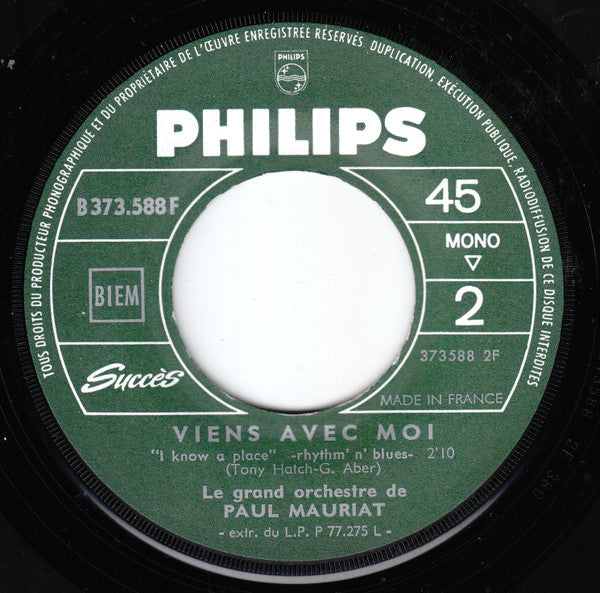 TOUS DROITS DU PRODUCTEUR PHONOGRAPHIQUE ET DU PROPRIÉTAIRE DE L'ŒUVRE ENREGISTRÉE RÉSERVÉS. DUPLICATION, EXÉCUTION PUBLIQUE, RADIODIFFUSION DE CE DISQUE INTERDITES
PHILIPS
PHILIPS
B 373.588 F
45
MONO
BIEM
2
373588 2F
Succès
MADE IN FRANCE
VIENS AVEC MOI
"I know a place" -rhythm' n' blues- 2'10
(Tony Hatch-G. Aber)
Le grand orchestre de
PAUL MAURIAT
- extr. du L.P. P 77.275 L -